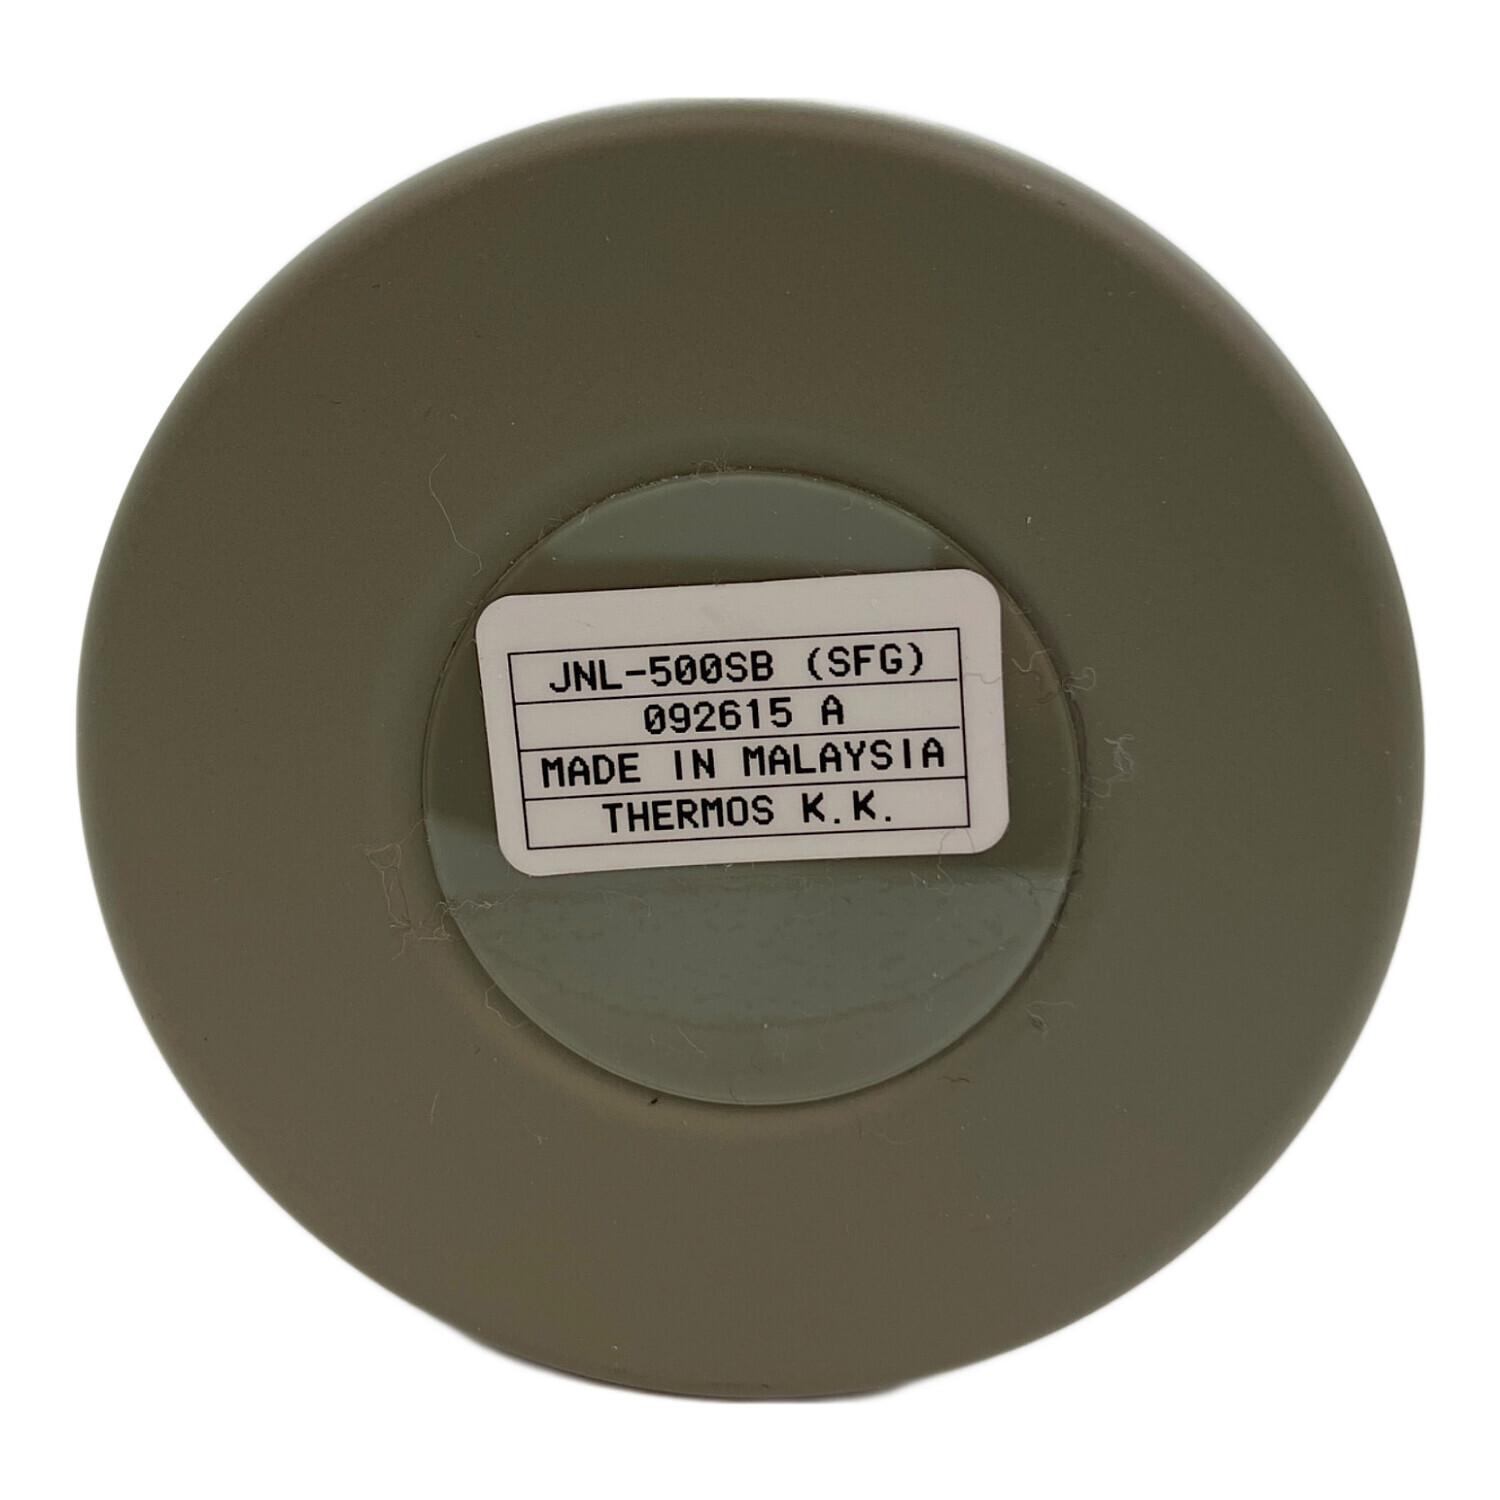 JNL-500SB (SFG)
092615 A
MADE IN MALAYSIA
THERMOS K.K.